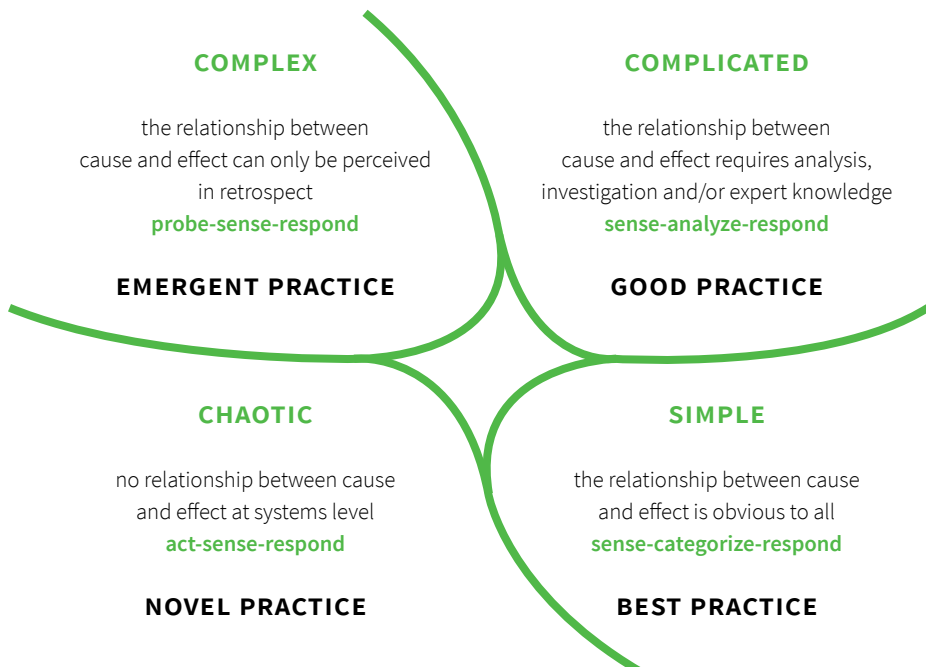 COMPLEX
the relationship between
cause and effect can only be perceived
in retrospect
probe-sense-respond
EMERGENT PRACTICE
COMPLICATED
the relationship between
cause and effect requires analysis,
investigation and/or expert knowledge
sense-analyze-respond
GOOD PRACTICE
CHAOTIC
no relationship between cause
and effect at systems level
act-sense-respond
NOVEL PRACTICE
SIMPLE
the relationship between cause
and effect is obvious to all
sense-categorize-respond
BEST PRACTICE